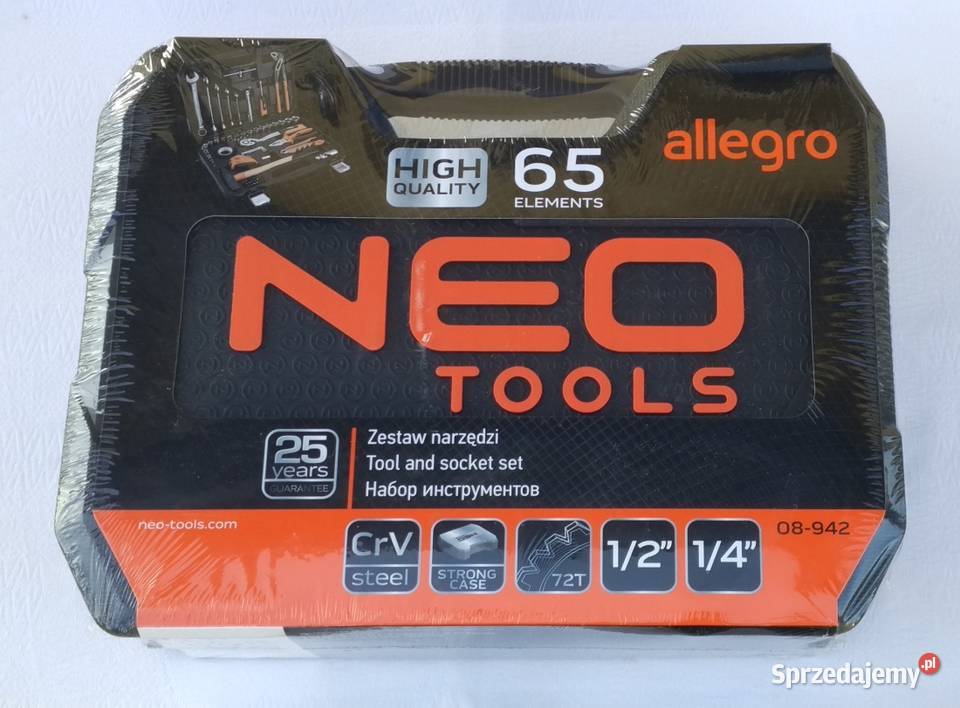 allegro
HIGH
QUALITY
65
ELEMENTS
NEO
TOOLS
25
years
GUARANTEE
Zestaw narzędzi
Tool and socket set
Набор инструментов
neo-tools.com
08-942
CrV
steel
STRONG
CASE
72T
1/2”
1/4”
Sprzedajemy.pl